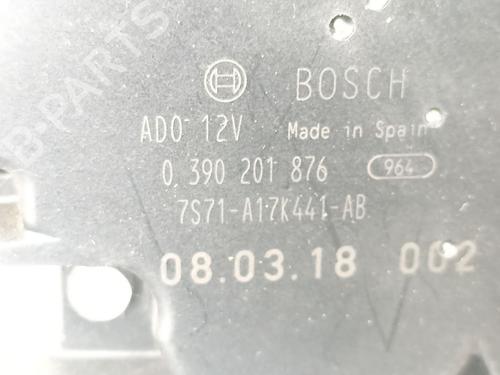 BOSCH
ADO 12V Made in Spain
0 390 201 876 964
7S71-A17K441-AB
08.03.18 002
B-PARTS